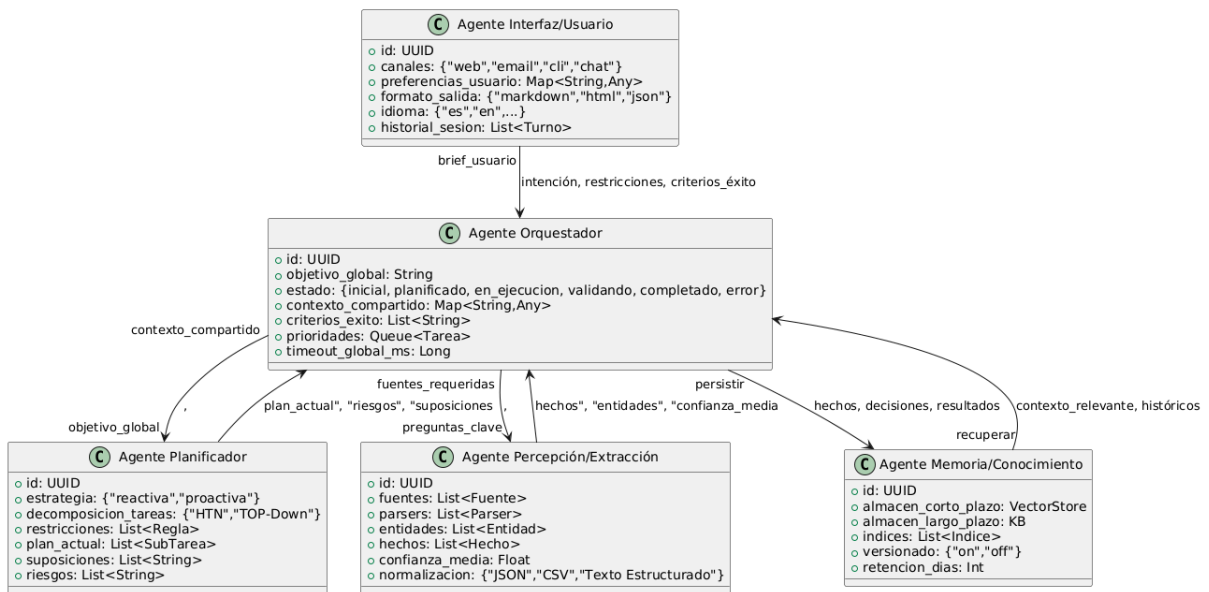 C Agente Interfaz/Usuario
id: UUID
canales: {"web","email","cli","chat"}
preferencias_usuario: Map<String,Any>
formato_salida: {"markdown","html","json"}
idioma: {"es","en",...}
historial_sesion: List<Turno>
brief_usuario
intención, restricciones, criterios_éxito
C Agente Orquestador
id: UUID
objetivo_global: String
estado: {inicial, planificado, en_ejecucion, validando, completado, error}
contexto_compartido: Map<String,Any>
criterios_exito: List<String>
prioridades: Queue<Tarea>
timeout_global_ms: Long
contexto_compartido
,
objetivo_global
plan_actual", "riesgos", "suposiciones
fuentes_requeridas
,
preguntas_clave
hechos", "entidades", "confianza_media
persistir
hechos, decisiones, resultados
contexto_relevante, históricos
recuperar
C Agente Planificador
id: UUID
estrategia: {"reactiva","proactiva"}
decomposicion_tareas: {"HTN","TOP-Down"}
restricciones: List<Regla>
plan_actual: List<SubTarea>
suposiciones: List<String>
riesgos: List<String>
C Agente Percepción/Extracción
id: UUID
fuentes: List<Fuente>
parsers: List<Parser>
entidades: List<Entidad>
hechos: List<Hecho>
confianza_media: Float
normalizacion: {"JSON","CSV","Texto Estructurado"}
C Agente Memoria/Conocimiento
id: UUID
almacen_corto_plazo: VectorStore
almacen_largo_plazo: KB
indices: List<Indice>
versionado: {"on","off"}
retencion_dias: Int